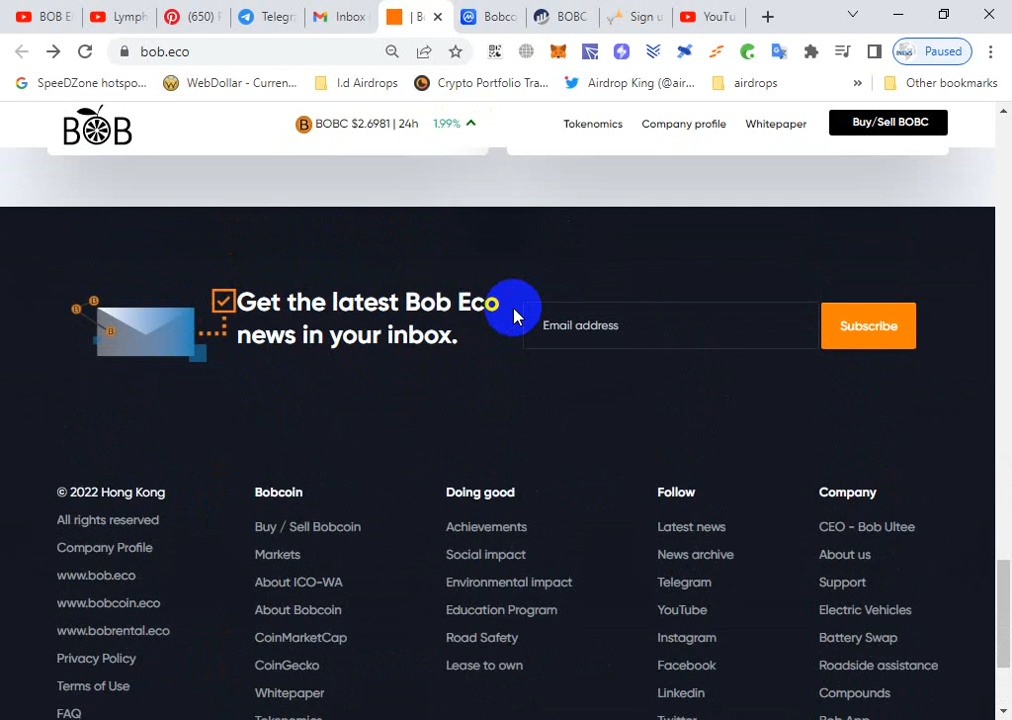 BOB E
Lymph
(650)
Telegr
Inbox
Bobco
BOBC
Sign u
YouTu
bob.eco
Paused
SpeeDZone hotspo...
WebDollar - Curren...
I.d Airdrops
Crypto Portfolio Tra...
Airdrop King (@air...
airdrops
»
Other bookmarks
BOB
BOBC $2.6981 | 24h 1.99%
Tokenomics
Company profile
Whitepaper
Buy/Sell BOBC
Get the latest Bob Eco
news in your inbox.
Email address
Subscribe
© 2022 Hong Kong
All rights reserved
Company Profile
www.bob.eco
www.bobcoin.eco
www.bobrental.eco
Privacy Policy
Terms of Use
FAQ
Bobcoin
Buy / Sell Bobcoin
Markets
About ICO-WA
About Bobcoin
CoinMarketCap
CoinGecko
Whitepaper
Tokenomics
Doing good
Achievements
Social impact
Environmental impact
Education Program
Road Safety
Lease to own
Follow
Latest news
News archive
Telegram
YouTube
Instagram
Facebook
Linkedin
Twitter
Company
CEO - Bob Ultee
About us
Support
Electric Vehicles
Battery Swap
Roadside assistance
Compounds
Bob App